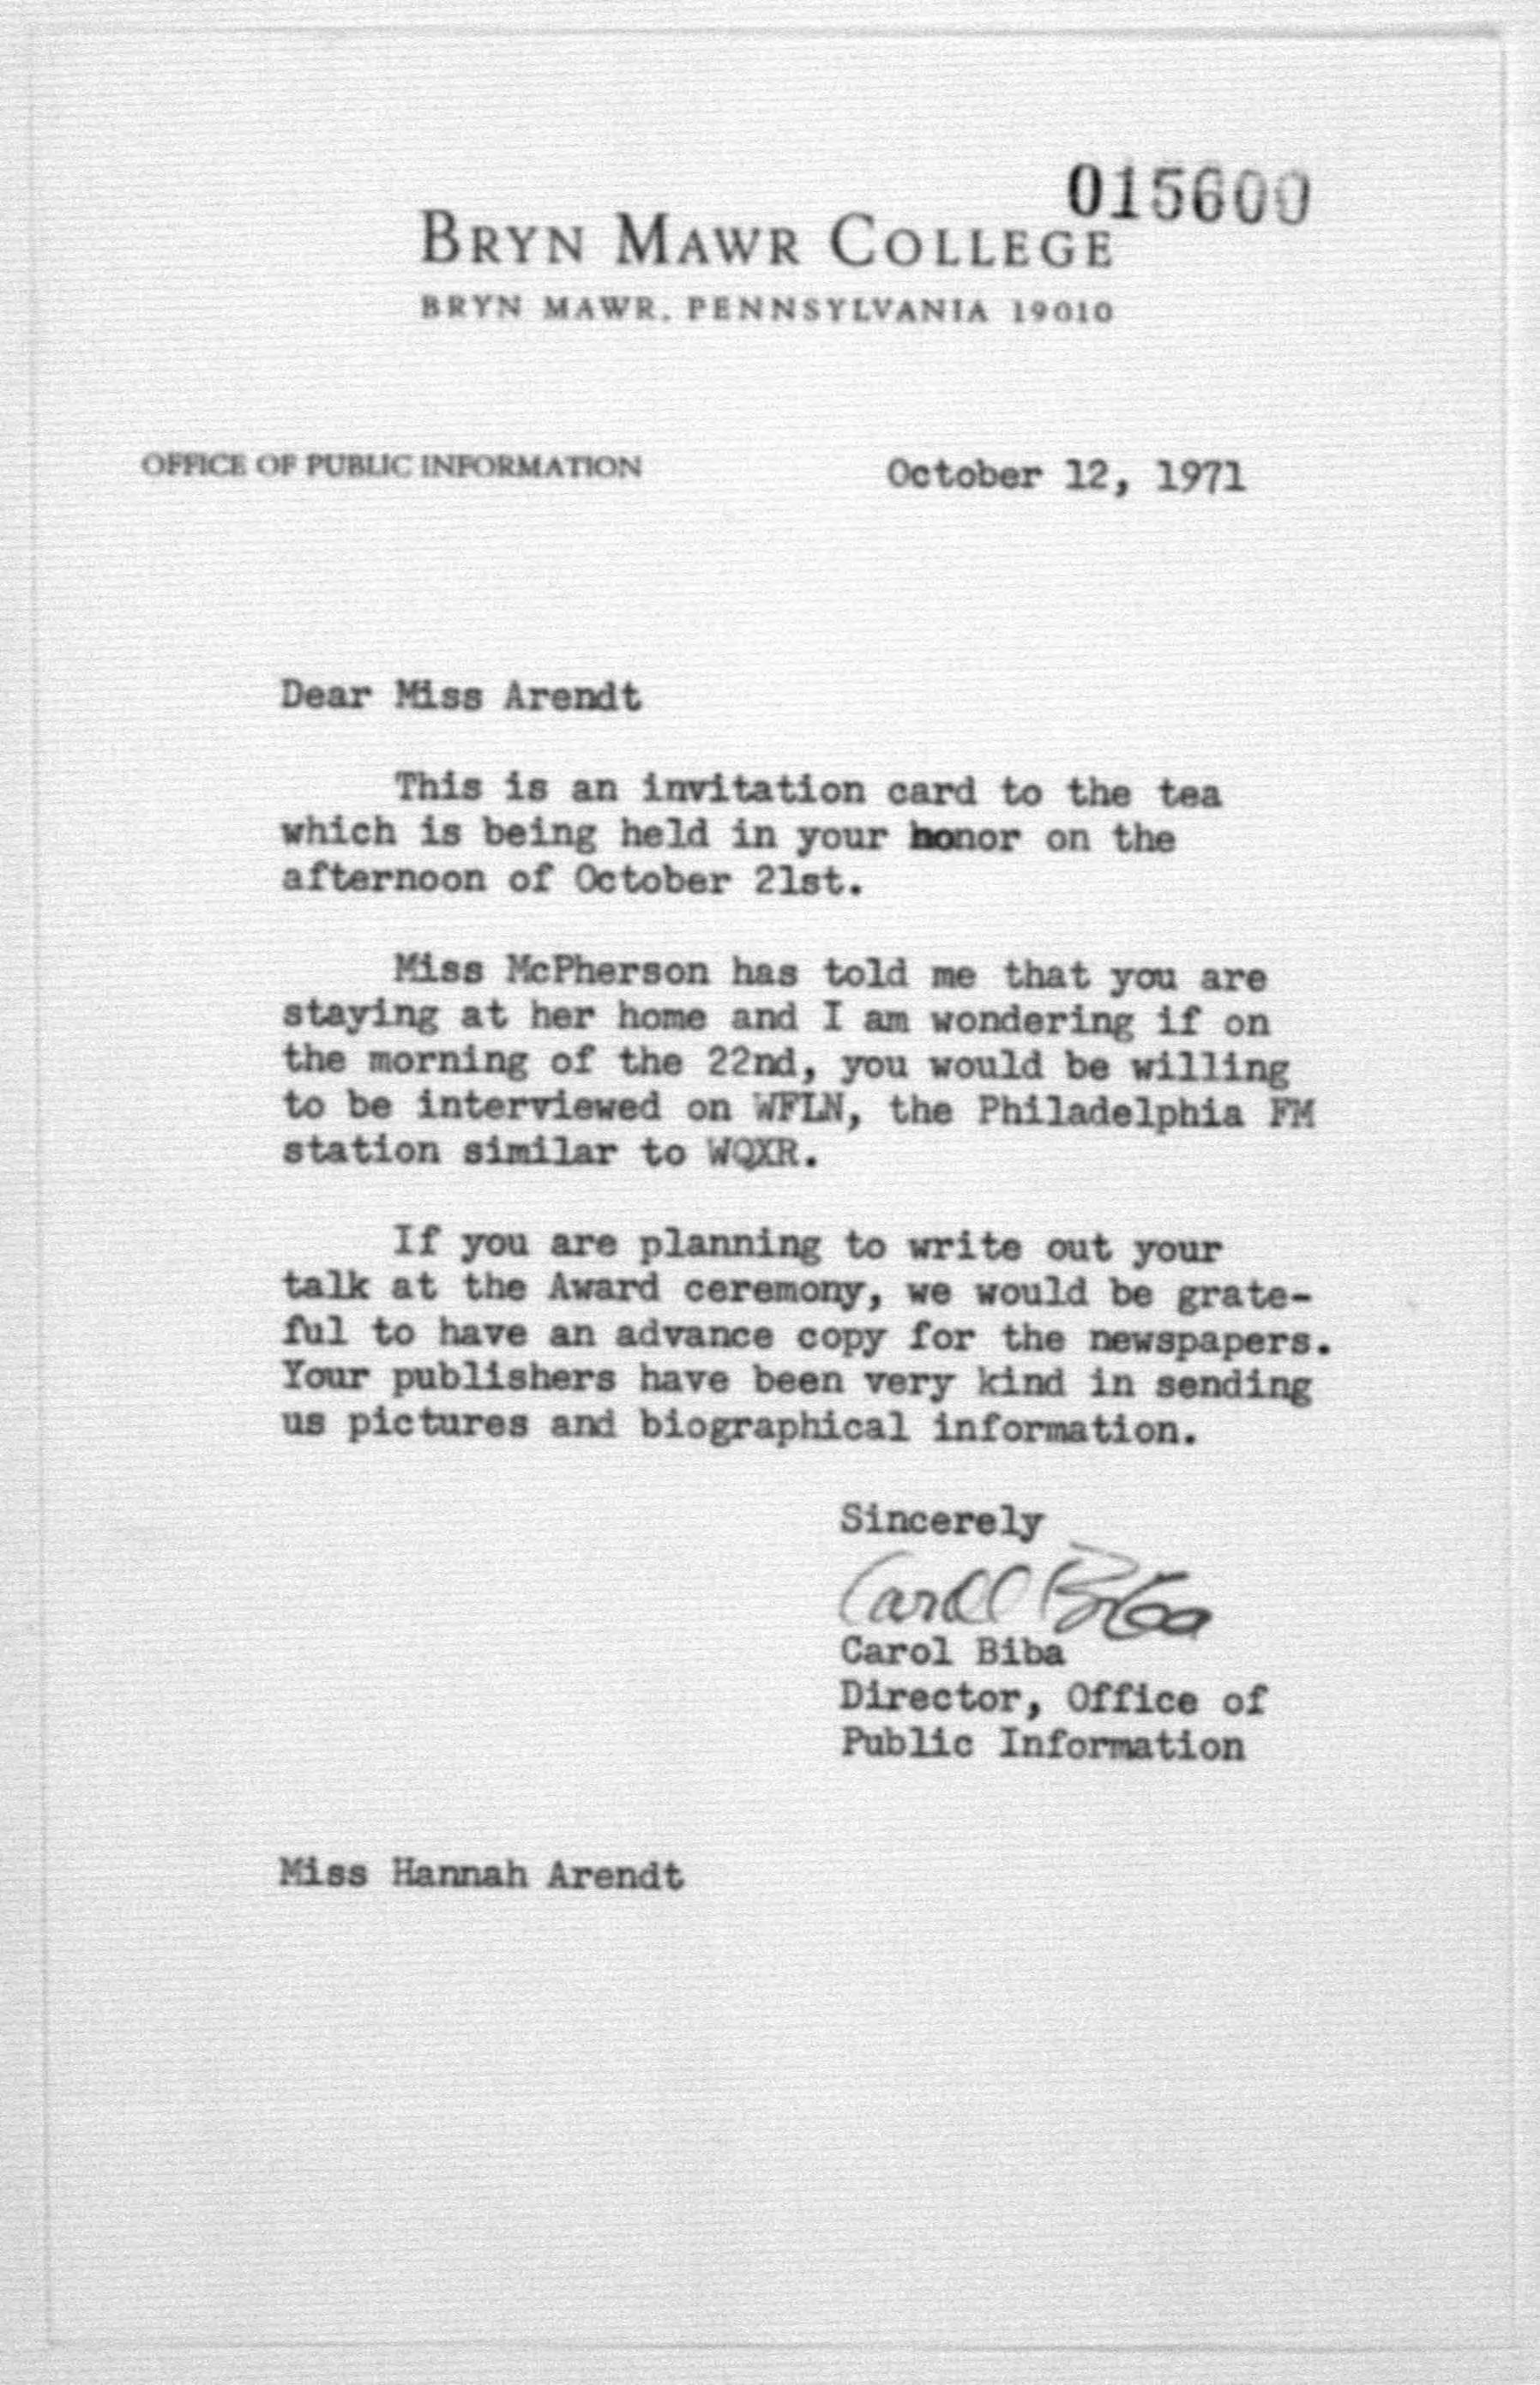 015600
BRYN MAWR COLLEGE
BRYN MAWR, PENNSYLVANIA 19010
OFFICE OF PUBLIC INFORMATION
October 12, 1971
Dear Miss Arendt
This is an invitation card to the tea
which is being held in your honor on the
afternoon of October 21st.
Miss McPherson has told me that you are
staying at her home and I am wondering if on
the morning of the 22nd, you would be willing
to be interviewed on WFLN, the Philadelphia FM
station similar to WQXR.
If you are planning to write out your
talk at the Award ceremony, we would be grate-
ful to have an advance copy for the newspapers.
Your publishers have been very kind in sending
us pictures and biographical information.
Sincerely
Carol Biba
Carol Biba
Director, Office of
Public Information
Miss Hannah Arendt